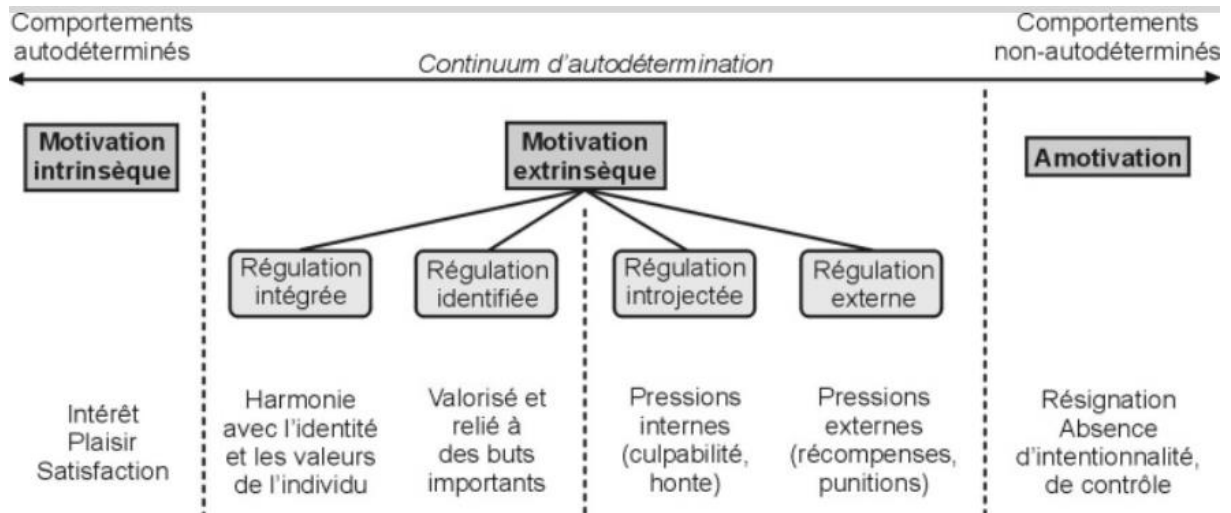 Comportements
autodéterminés
Comportements
non-autodéterminés
Continuum d'autodétermination
Motivation
intrinsèque
Motivation
extrinsèque
Amotivation
Régulation
intégrée
Régulation
identifiée
Régulation
introjectée
Régulation
externe
Intérêt
Plaisir
Satisfaction
Harmonie
avec l'identité
et les valeurs
de l'individu
Valorisé et
relié à
des buts
importants
Pressions
internes
(culpabilité,
honte)
Pressions
externes
(récompenses,
punitions)
Résignation
Absence
d'intentionnalité,
de contrôle